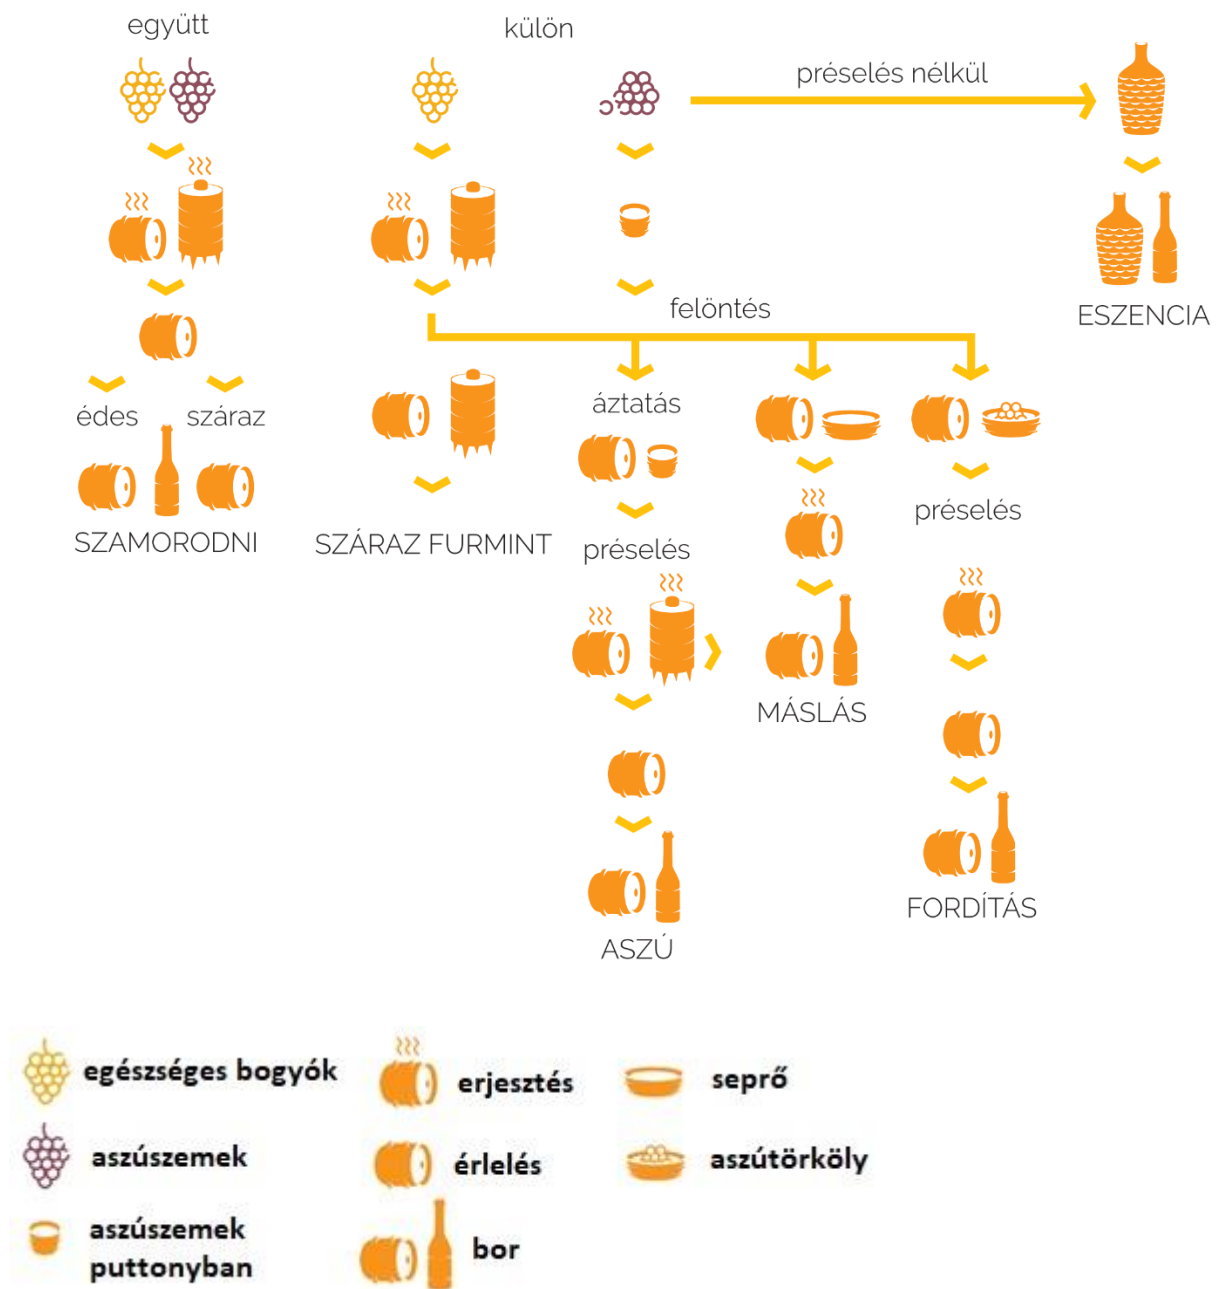 együtt
külön
préselés nélkül
felöntés
ESZENCIA
édes
száraz
áztatás
préselés
SZAMORODNI
SZÁRAZ FURMINT
préselés
MÁSLÁS
FORDÍTÁS
ASZÚ
egészséges bogyók
erjesztés
seprő
aszúszemek
érlelés
aszútörköly
aszúszemek
puttonyban
bor